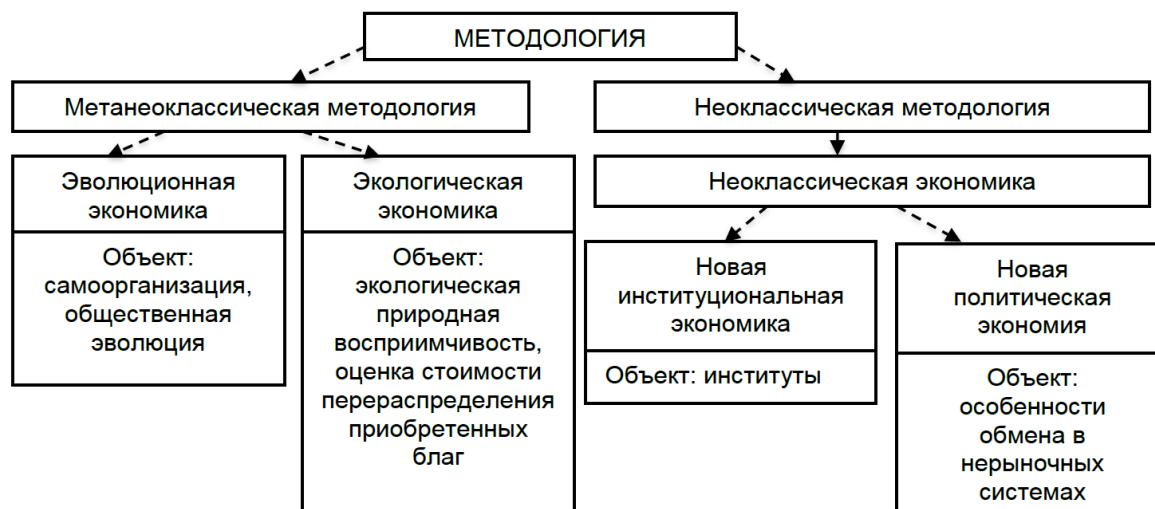 МЕТОДОЛОГИЯ
Метанеоклассическая методология
Неоклассическая методология
Эволюционная
экономика
Объект:
самоорганизация,
общественная
эволюция
Экологическая
экономика
Объект:
экологическая
природная
восприимчивость,
оценка стоимости
перераспределения
приобретенных
благ
Неоклассическая экономика
Новая
институциональная
экономика
Объект: институты
Новая
политическая
экономия
Объект:
особенности
обмена в
нерыночных
системах